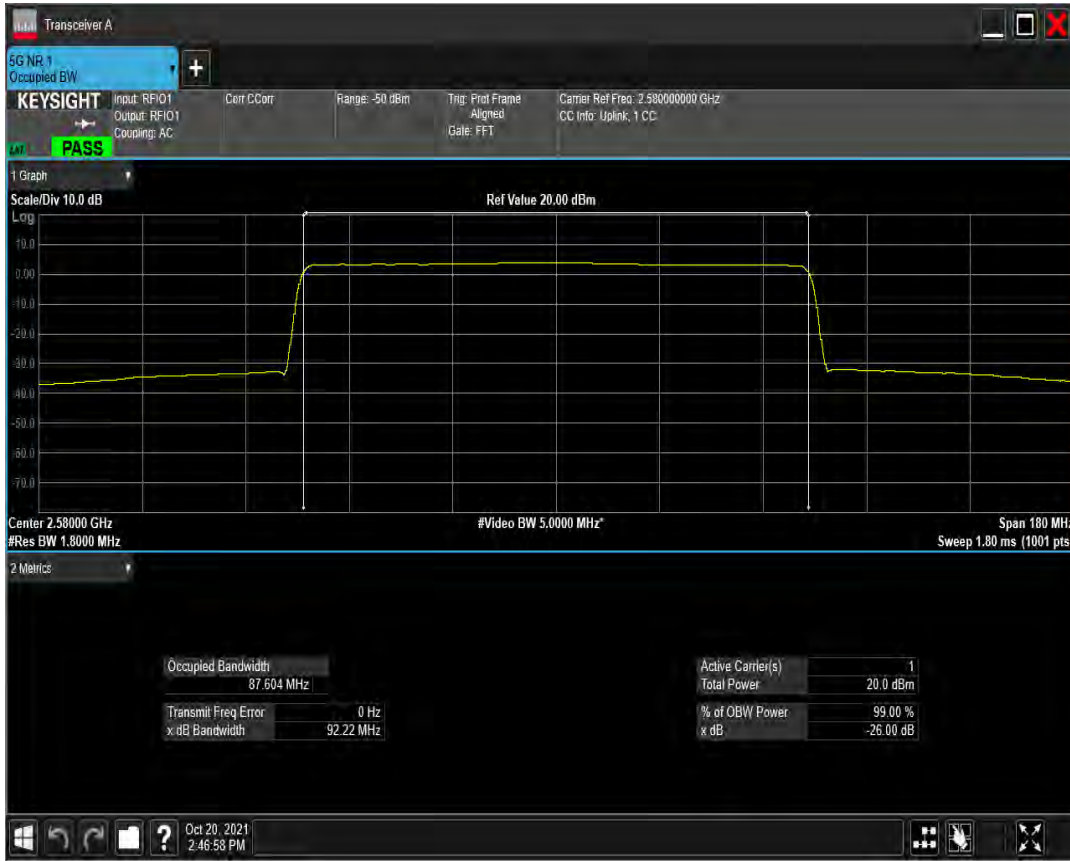 Transceiver A
5G NR 1
Occupied BW
+
KEYSIGHT
Input: RFIO1
Output: RFIO1
Coupling: AC
Corr CCorr
Range: -50 dBm
Trig: Prot Frame
Aligned
Gate: FFT
Carrier Ref Freq: 2.580000000 GHz
CC Info: Uplink, 1 CC
PASS
1 Graph
Scale/Div 10.0 dB
Ref Value 20.00 dBm
Log
10.0
0.00
-10.0
-20.0
-30.0
-40.0
-50.0
-60.0
-70.0
Center 2.58000 GHz
#Video BW 5.0000 MHz*
Span 180 MHz
#Res BW 1.8000 MHz
Sweep 1.80 ms (1001 pts
2 Metrics
Occupied Bandwidth
87.604 MHz
Transmit Freq Error 0 Hz
x dB Bandwidth 92.22 MHz
Active Carrier(s) 1
Total Power 20.0 dBm
% of OBW Power 99.00 %
x dB -26.00 dB
?
Oct 20, 2021
2:46:58 PM